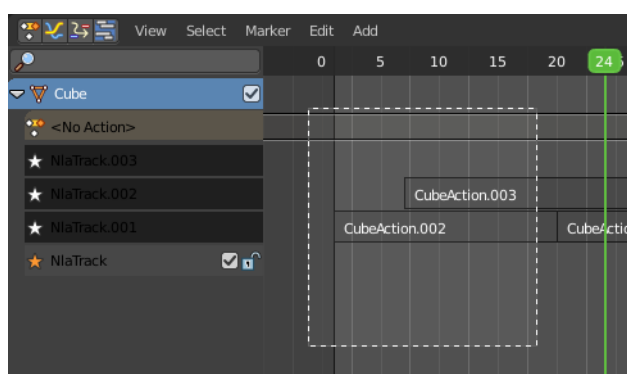 View Select Marker Edit Add
0 5 10 15 20 24
Cube
<No Action>
NlaTrack.003
NlaTrack.002 CubeAction.003
NlaTrack.001 CubeAction.002
NlaTrack